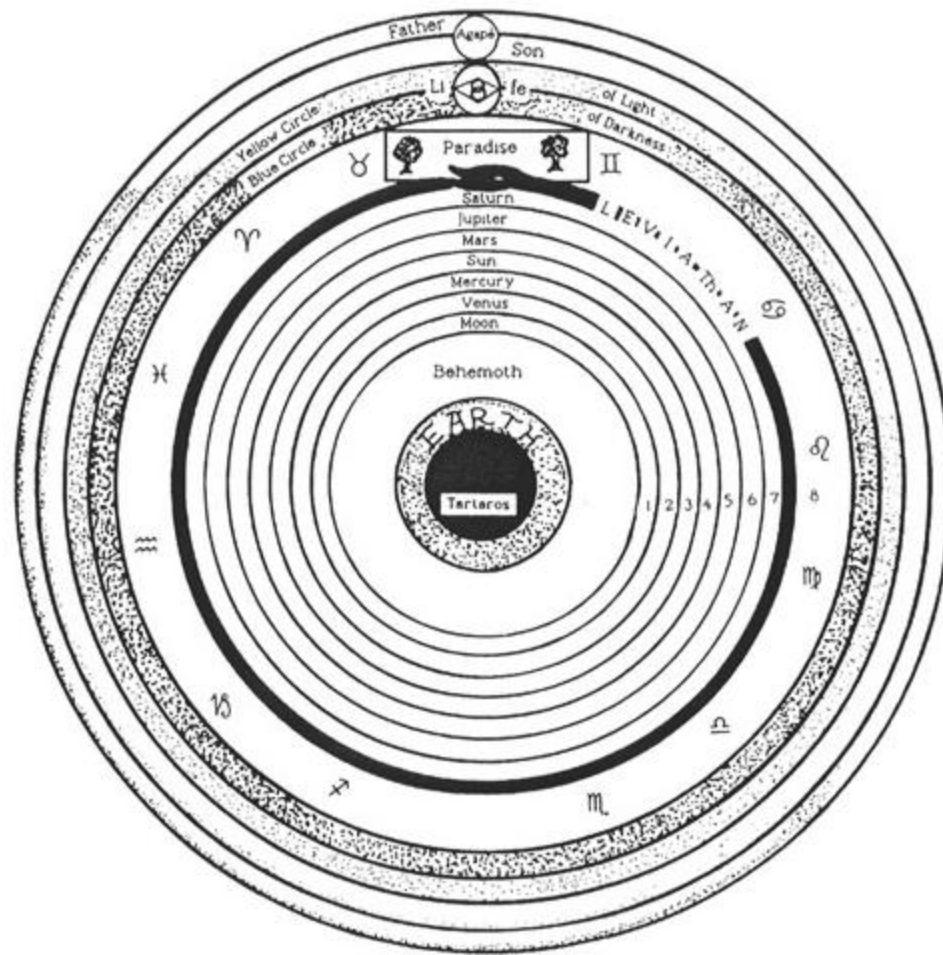 Father
Agapé
Son
Li fe
Yellow Circle of Light
Blue Circle of Darkness
♉ Paradise ♊
L•E•V•I•A•Th•A•N
♈
♋
Saturn
Jupiter
Mars
Sun
Mercury
Venus
Moon
♓
Behemoth
EARTH
♌
Tartaros
1 2 3 4 5 6 7 8
♒
♍
♑
♎
♐
♏